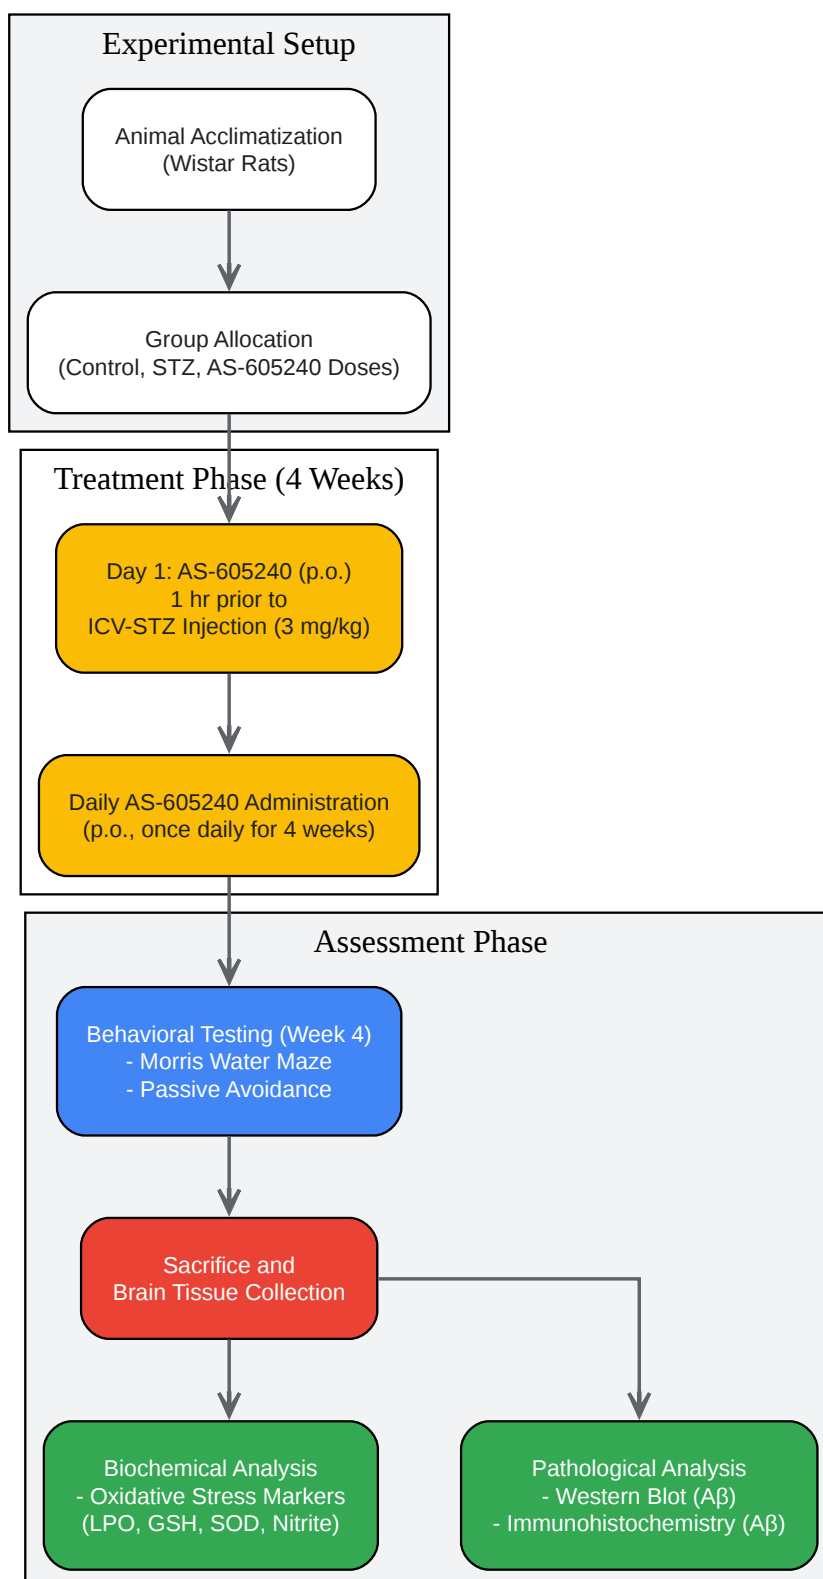 Experimental Setup
Animal Acclimatization
(Wistar Rats)
Group Allocation
(Control, STZ, AS-605240 Doses)
Treatment Phase (4 Weeks)
Day 1: AS-605240 (p.o.)
1 hr prior to
ICV-STZ Injection (3 mg/kg)
Daily AS-605240 Administration
(p.o., once daily for 4 weeks)
Assessment Phase
Behavioral Testing (Week 4)
- Morris Water Maze
- Passive Avoidance
Sacrifice and
Brain Tissue Collection
Biochemical Analysis
- Oxidative Stress Markers
(LPO, GSH, SOD, Nitrite)
Pathological Analysis
- Western Blot (Aβ)
- Immunohistochemistry (Aβ)